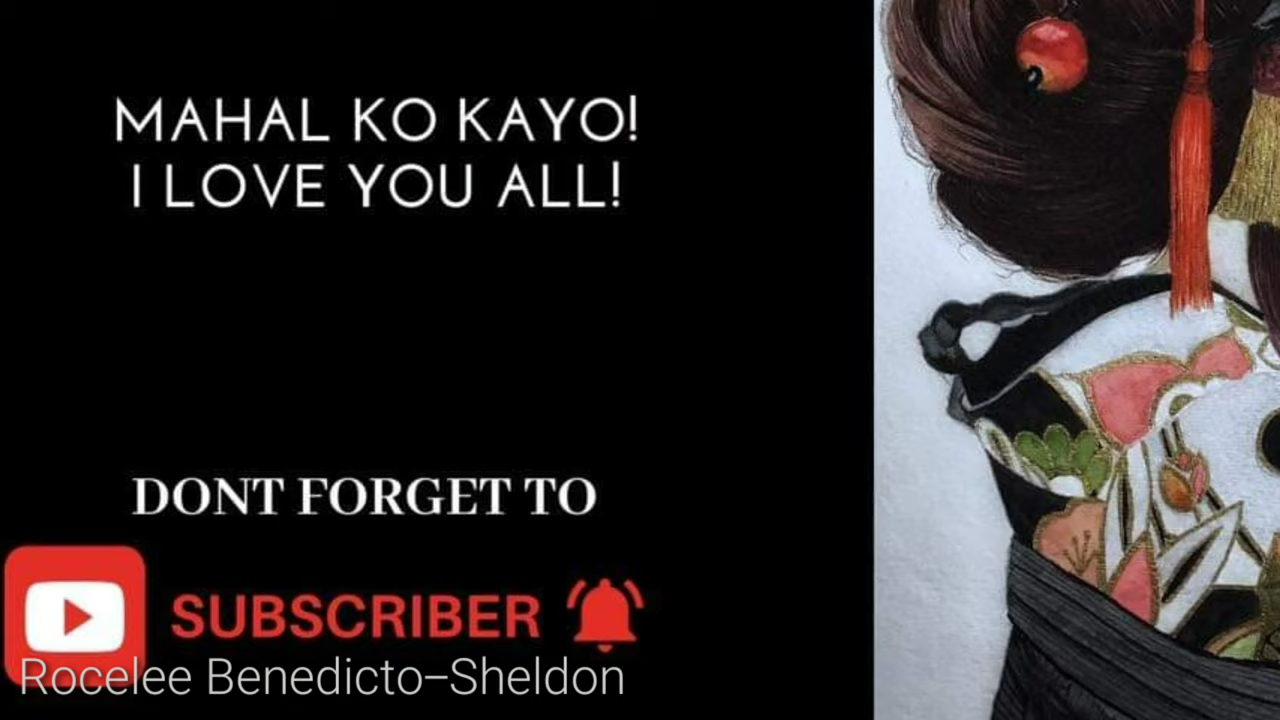 MAHAL KO KAYO!
I LOVE YOU ALL!
DONT FORGET TO
SUBSCRIBER
Rocelee Benedicto–Sheldon